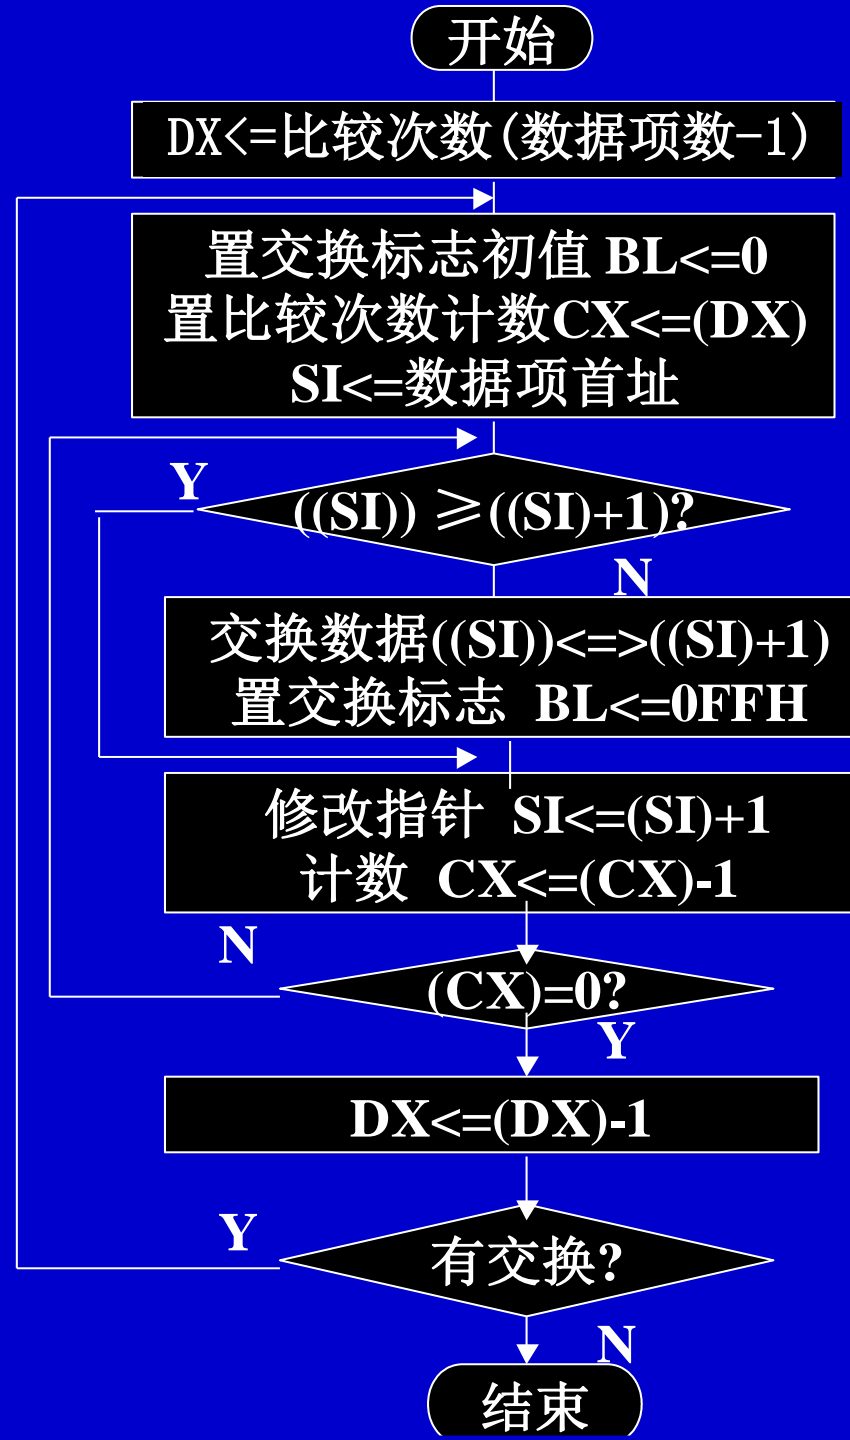 开始
DX<=比较次数(数据项数-1)
置交换标志初值 BL<=0
置比较次数计数CX<=(DX)
SI<=数据项首址
Y
((SI)) ≥((SI)+1)?
N
交换数据((SI))<=>((SI)+1)
置交换标志 BL<=0FFH
修改指针 SI<=(SI)+1
计数 CX<=(CX)-1
N
(CX)=0?
Y
DX<=(DX)-1
Y
有交换?
N
结束